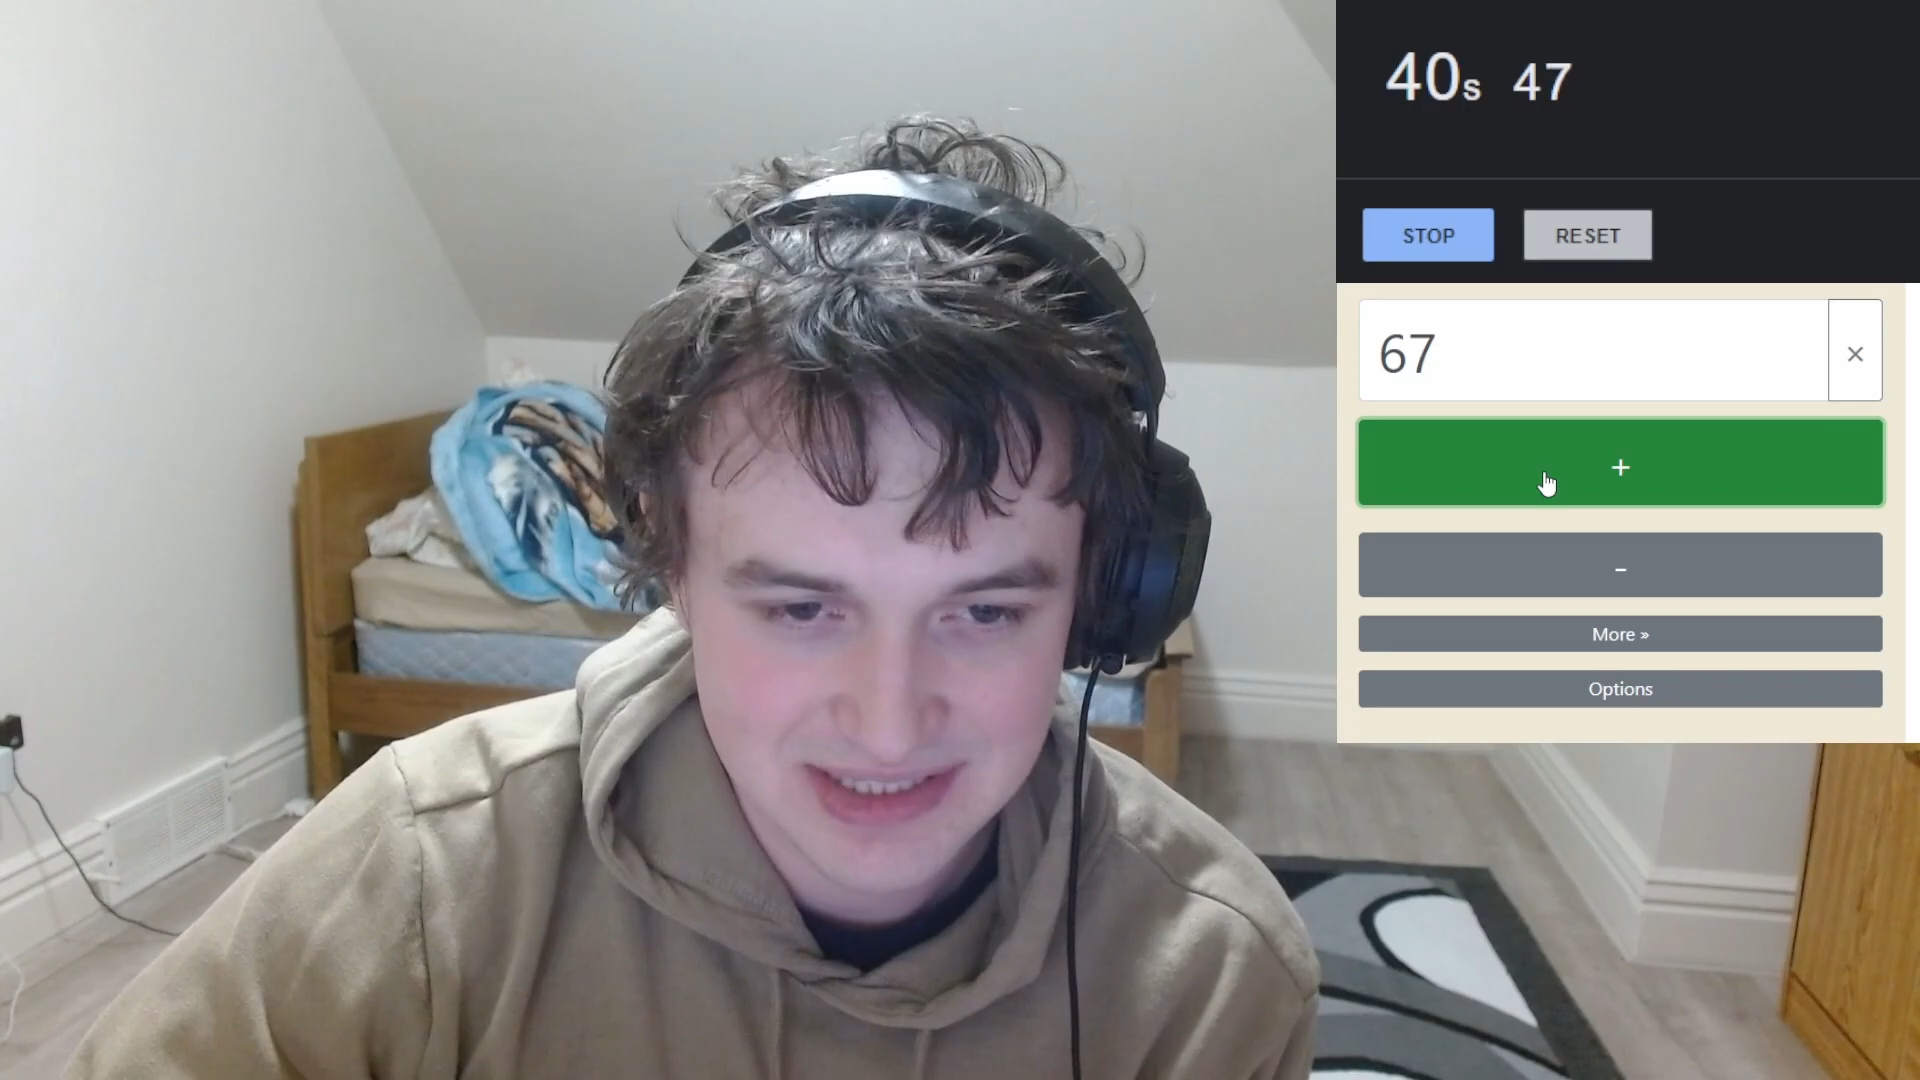 40s 47
STOP RESET
67 ×
+
-
More »
Options